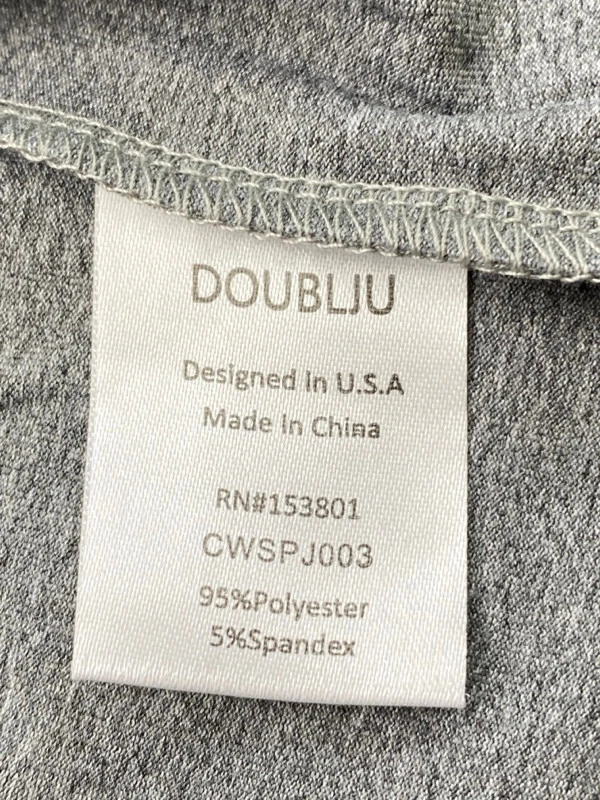 DOUBLJU
Designed In U.S.A
Made In China
RN#153801
CWSPJ003
95%Polyester
5%Spandex